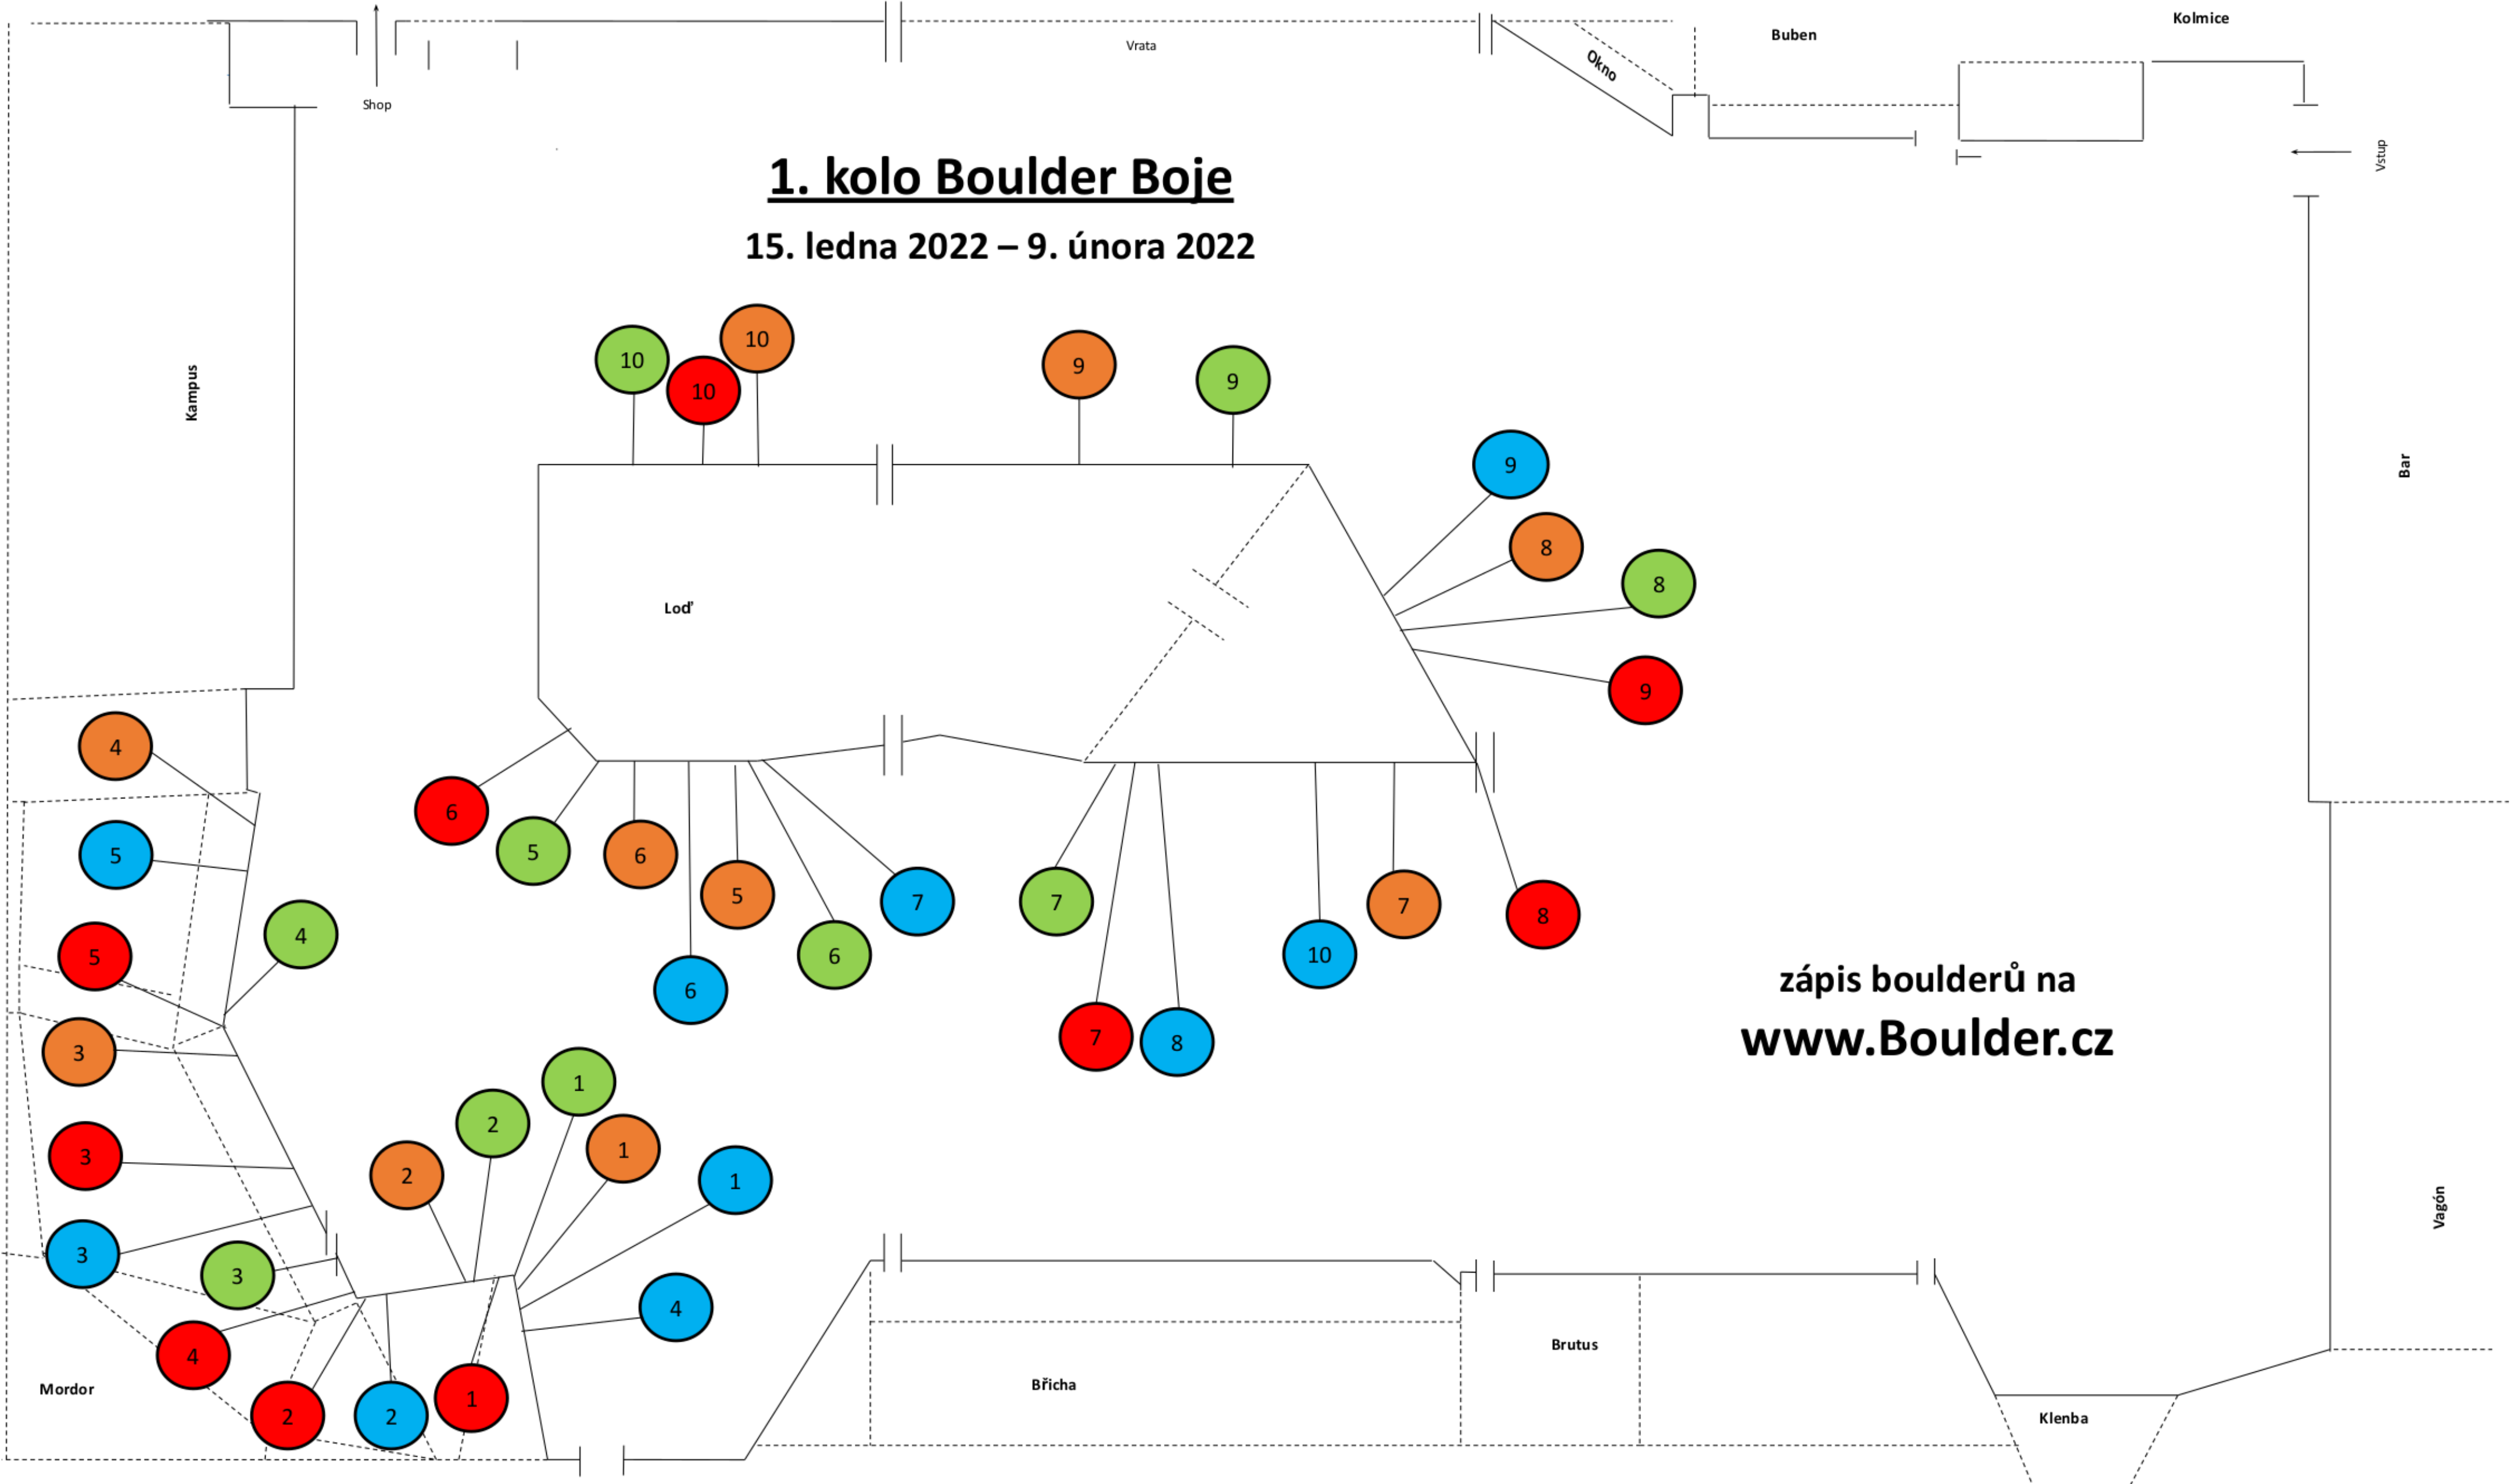 Kolmice
Buben
Vrata
Okno
Shop
Vstup
1. kolo Boulder Boje
15. ledna 2022 – 9. února 2022
10
10
10
9
9
Kampus
Bar
9
8
8
9
Loď
4
6
5
6
5
7
6
6
7
7
8
10
7
8
5
5
4
zápis boulderů na
www.Boulder.cz
3
3
3
3
2
2
1
1
1
4
4
2
2
1
Mordor
Břicha
Brutus
Vagón
Klenba